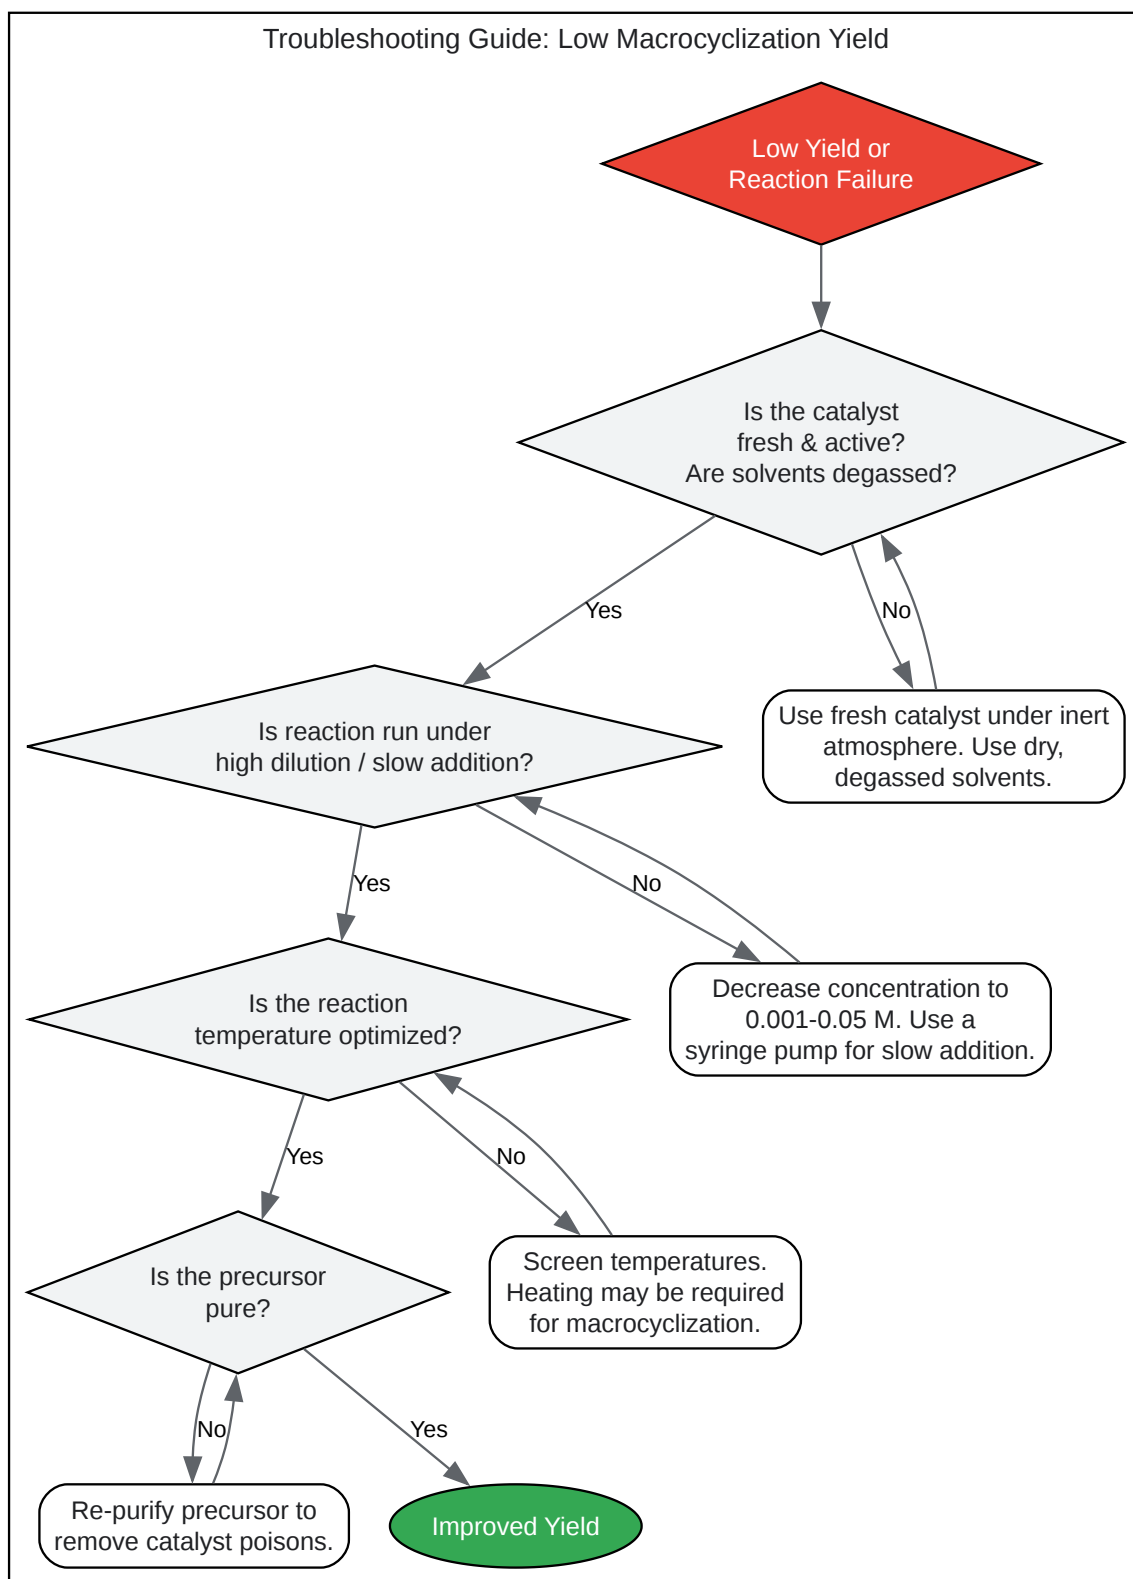 Troubleshooting Guide: Low Macrocyclization Yield
Low Yield or
Reaction Failure
Is the catalyst
fresh & active?
Are solvents degassed?
Yes
No
Use fresh catalyst under inert
atmosphere. Use dry,
degassed solvents.
Is reaction run under
high dilution / slow addition?
Yes
No
Decrease concentration to
0.001-0.05 M. Use a
syringe pump for slow addition.
Is the reaction
temperature optimized?
Yes
No
Screen temperatures.
Heating may be required
for macrocyclization.
Is the precursor
pure?
No
Yes
Re-purify precursor to
remove catalyst poisons.
Improved Yield